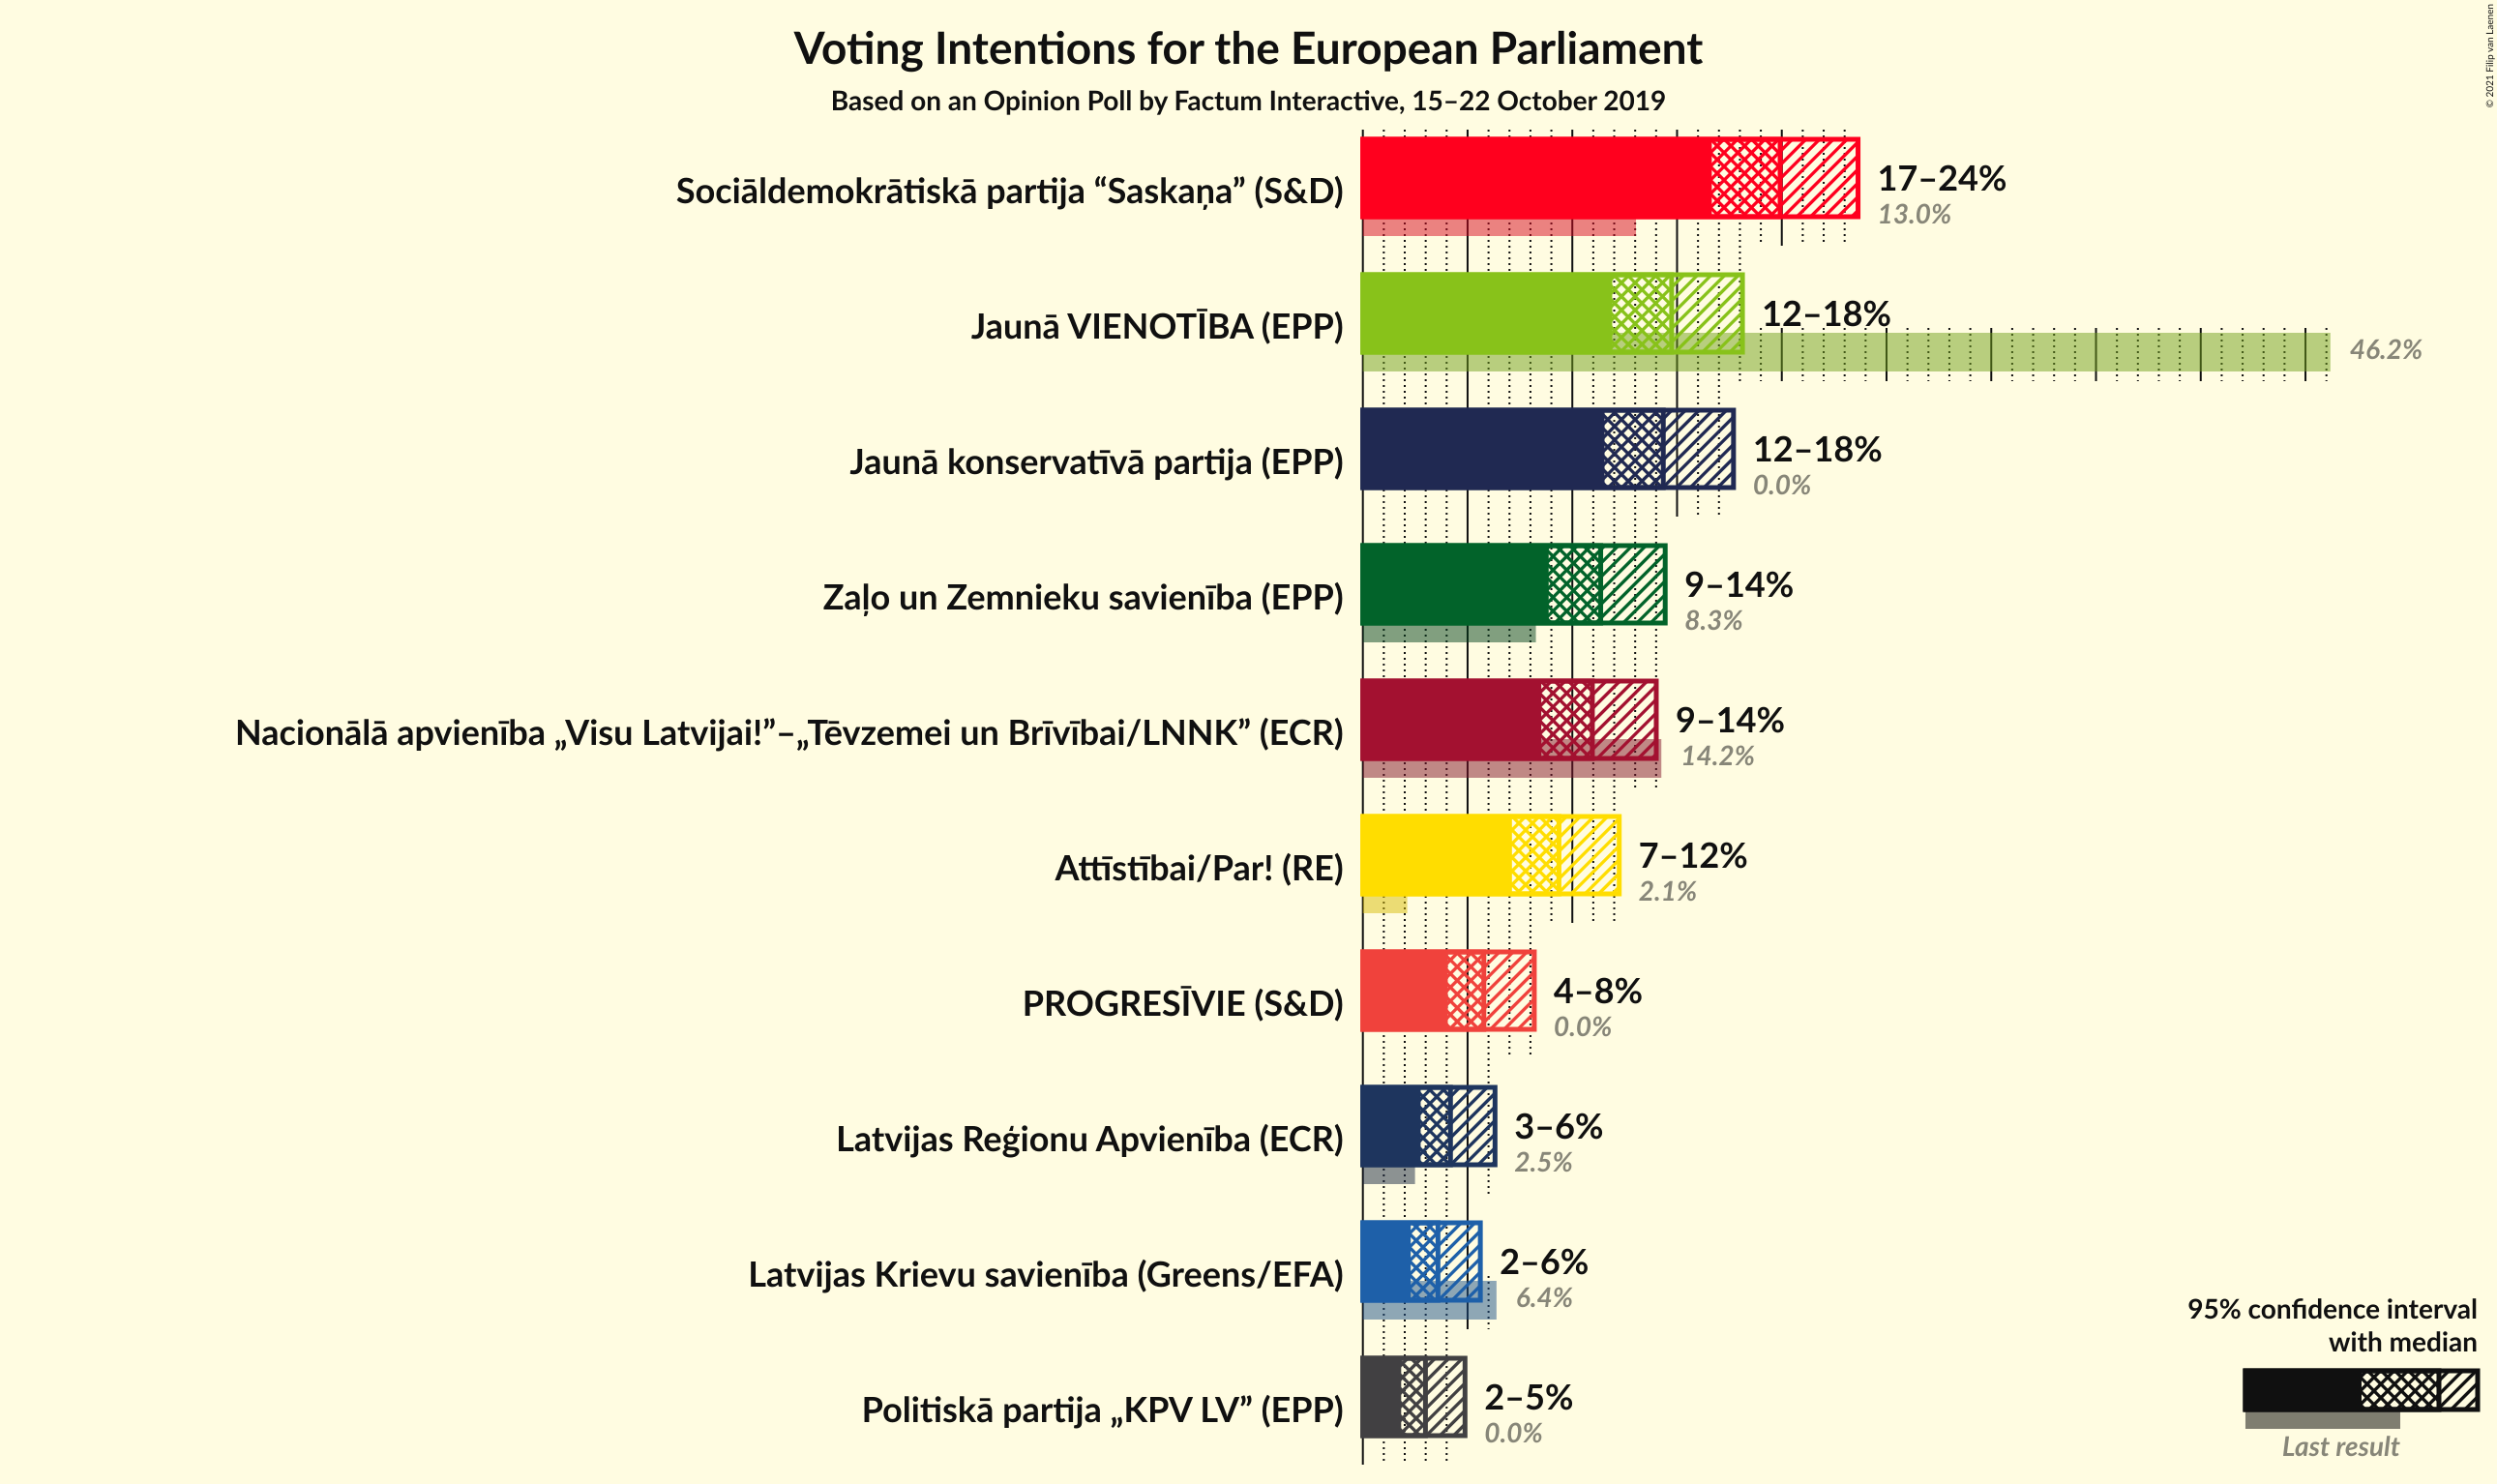 Voting Intentions for the European Parliament
Based on an Opinion Poll by Factum Interactive, 15–22 October 2019
© 2021 Filip van Laenen
Sociāldemokrātiskā partija “Saskaņa” (S&D)
17–24%
13.0%
Jaunā VIENOTĪBA (EPP)
12–18%
46.2%
Jaunā konservatīvā partija (EPP)
12–18%
0.0%
Zaļo un Zemnieku savienība (EPP)
9–14%
8.3%
Nacionālā apvienība „Visu Latvijai!”–„Tēvzemei un Brīvībai/LNNK” (ECR)
9–14%
14.2%
Attīstībai/Par! (RE)
7–12%
2.1%
PROGRESĪVIE (S&D)
4–8%
0.0%
Latvijas Reģionu Apvienība (ECR)
3–6%
2.5%
Latvijas Krievu savienība (Greens/EFA)
2–6%
6.4%
Politiskā partija „KPV LV” (EPP)
2–5%
0.0%
95% confidence interval
with median
Last result